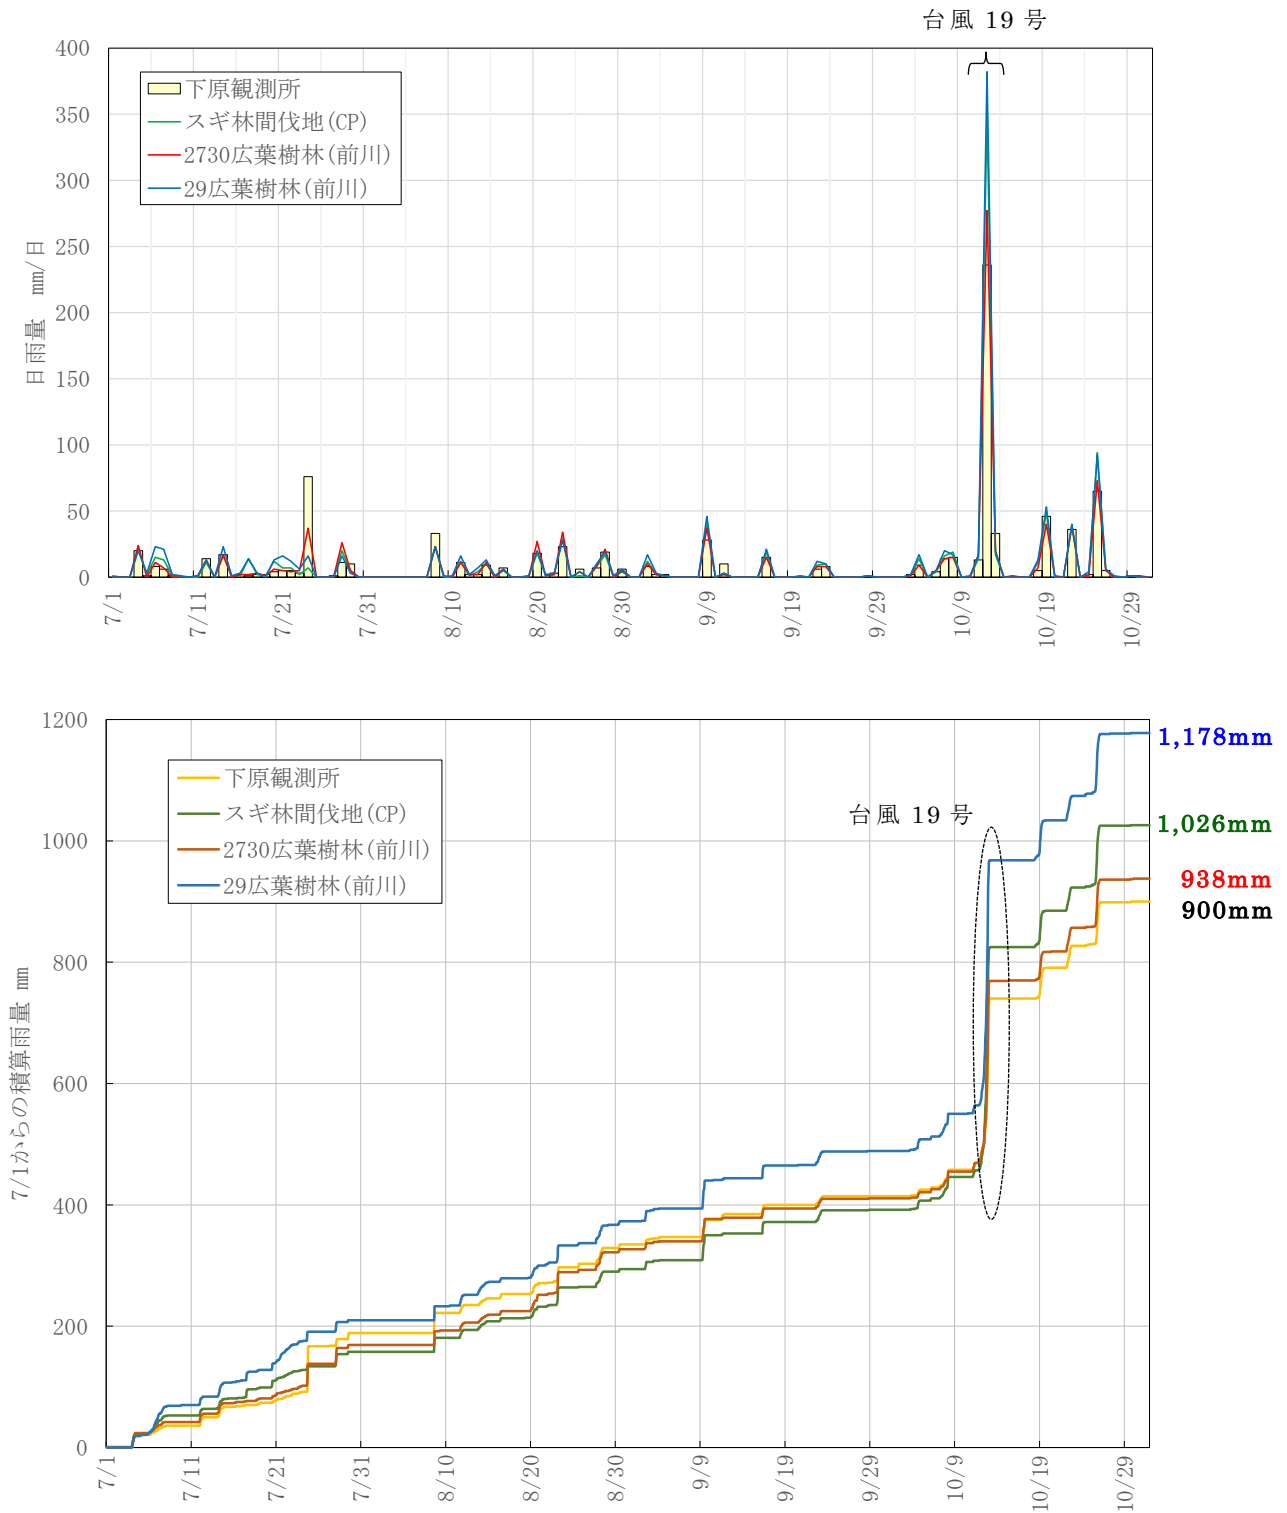 台風 19 号
400
350
300
250
200
150
100
50
0
日雨量 mm/日
下原観測所
スギ林間伐地(CP)
2730広葉樹林(前川)
29広葉樹林(前川)
7/1
7/11
7/21
7/31
8/10
8/20
8/30
9/9
9/19
9/29
10/9
10/19
10/29
1200
1000
800
600
400
200
0
7/1からの積算雨量 mm
下原観測所
スギ林間伐地(CP)
2730広葉樹林(前川)
29広葉樹林(前川)
台風 19 号
1,178mm
1,026mm
938mm
900mm
7/1
7/11
7/21
7/31
8/10
8/20
8/30
9/9
9/19
9/29
10/9
10/19
10/29